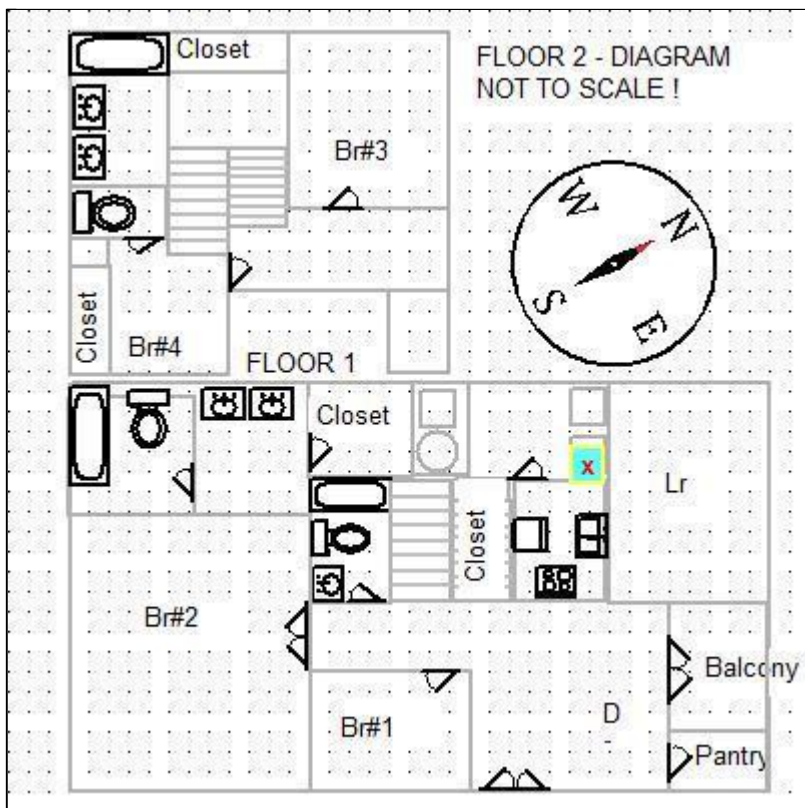 Closet
FLOOR 2 - DIAGRAM
NOT TO SCALE !
Br#3
W
N
S
E
Closet
Br#4
FLOOR 1
Closet
x
Lr
Closet
Br#2
Balcony
Br#1
D
Pantry